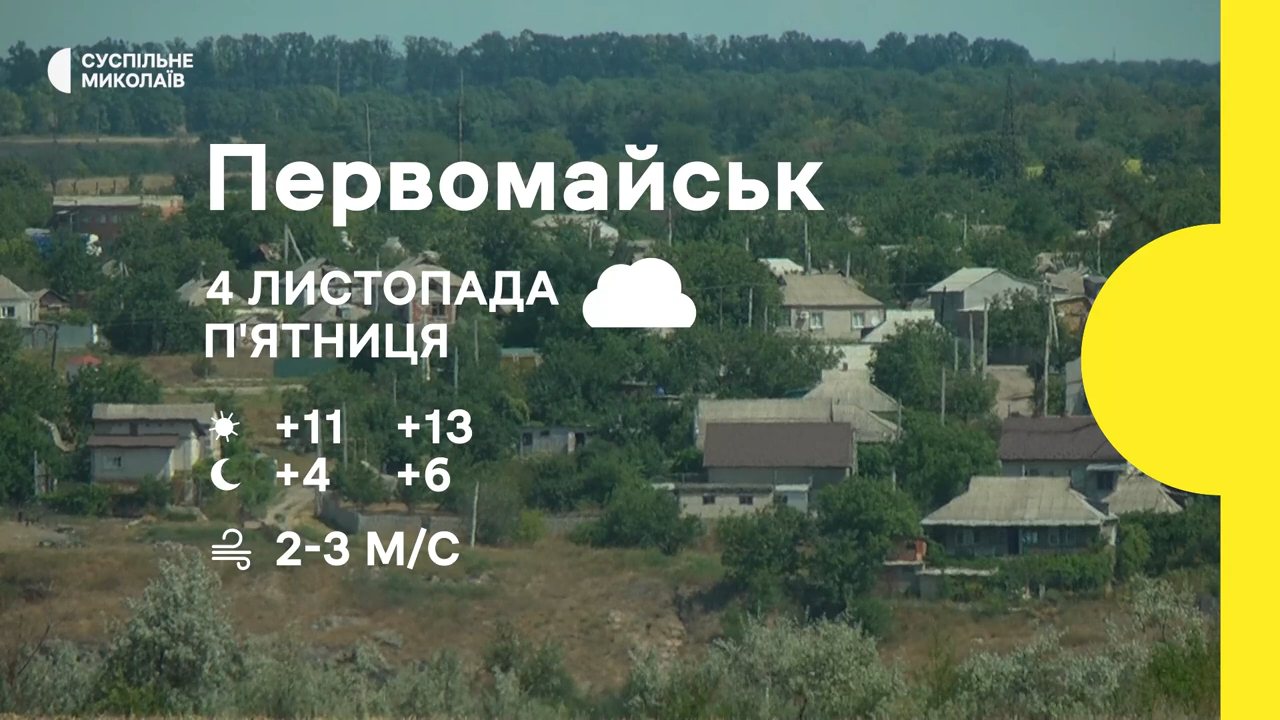 СУСПІЛЬНЕ
МИКОЛАЇВ
Первомайськ
4 ЛИСТОПАДА
П'ЯТНИЦЯ
+11 +13
+4 +6
2-3 М/С